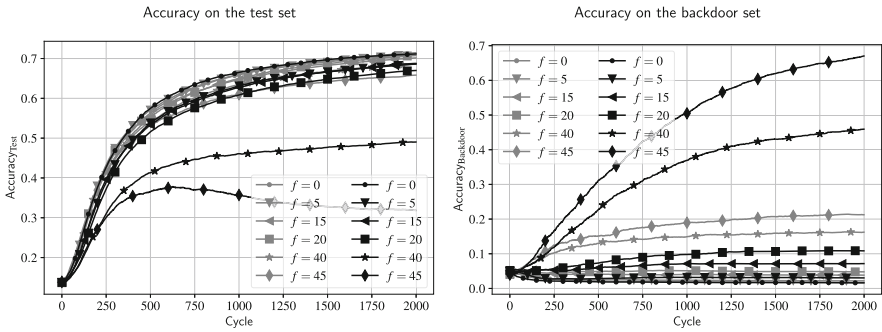 Accuracy on the test set
0.7
0.6
0.5
0.4
0.3
0.2
Accuracy_Test
f = 0 f = 0
f = 5 f = 5
f = 15 f = 15
f = 20 f = 20
f = 40 f = 40
f = 45 f = 45
0 250 500 750 1000 1250 1500 1750 2000
Cycle
Accuracy on the backdoor set
0.7
0.6
0.5
0.4
0.3
0.2
0.1
0.0
Accuracy_Backdoor
f = 0 f = 0
f = 5 f = 5
f = 15 f = 15
f = 20 f = 20
f = 40 f = 40
f = 45 f = 45
0 250 500 750 1000 1250 1500 1750 2000
Cycle